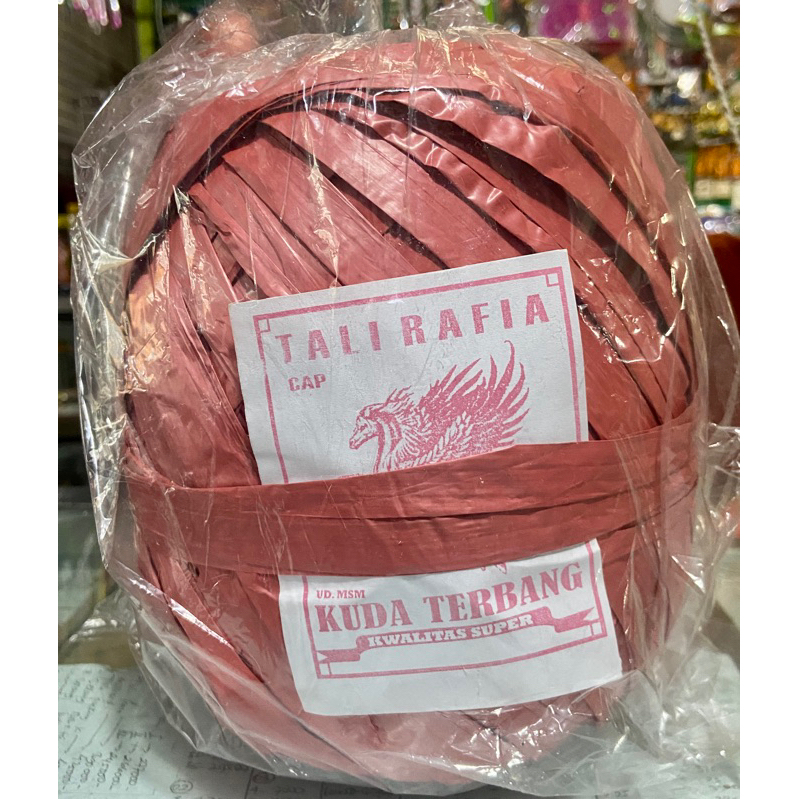 TALI RAFIA
CAP
UD. MSM
KUDA TERBANG
KWALITAS SUPER